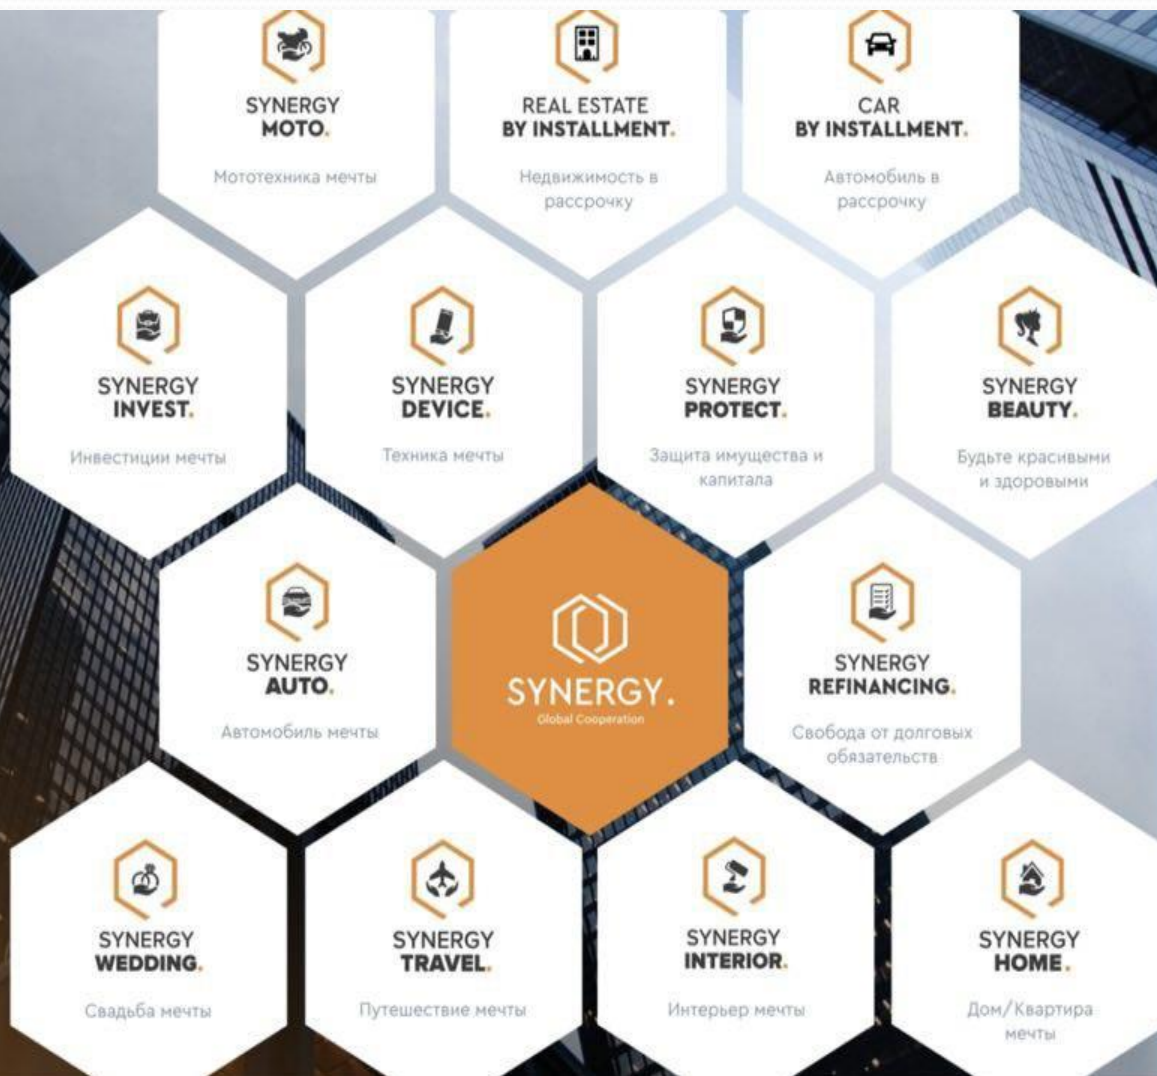 SYNERGY
MOTO.
Мототехника мечты
REAL ESTATE
BY INSTALLMENT.
Недвижимость в
рассрочку
CAR
BY INSTALLMENT.
Автомобиль в
рассрочку
SYNERGY
INVEST.
Инвестиции мечты
SYNERGY
DEVICE.
Техника мечты
SYNERGY
PROTECT.
Защита имущества и
капитала
SYNERGY
BEAUTY.
Будьте красивыми
и здоровыми
SYNERGY
AUTO.
Автомобиль мечты
SYNERGY.
Global Cooperation
SYNERGY
REFINANCING.
Свобода от долговых
обязательств
SYNERGY
WEDDING.
Свадьба мечты
SYNERGY
TRAVEL.
Путешествие мечты
SYNERGY
INTERIOR.
Интерьер мечты
SYNERGY
HOME.
Дом/Квартира
мечты